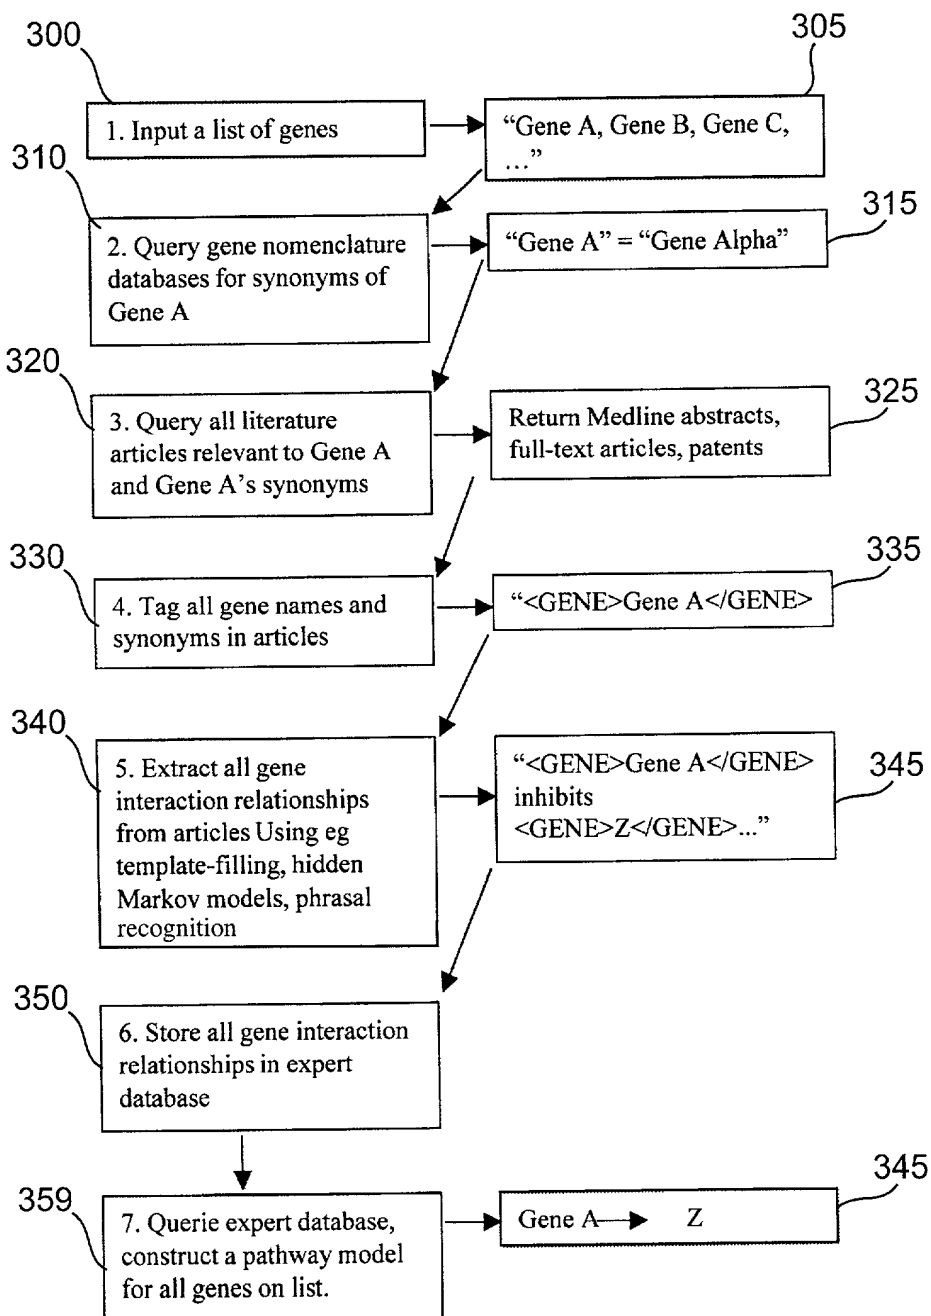 300
305
1. Input a list of genes
“Gene A, Gene B, Gene C,
...”
310
315
2. Query gene nomenclature
databases for synonyms of
Gene A
“Gene A” = “Gene Alpha”
320
325
3. Query all literature
articles relevant to Gene A
and Gene A’s synonyms
Return Medline abstracts,
full-text articles, patents
330
335
4. Tag all gene names and
synonyms in articles
“<GENE>Gene A</GENE>
340
345
5. Extract all gene
interaction relationships
from articles Using eg
template-filling, hidden
Markov models, phrasal
recognition
“<GENE>Gene A</GENE>
inhibits
<GENE>Z</GENE>...”
350
6. Store all gene interaction
relationships in expert
database
359
345
7. Querie expert database,
construct a pathway model
for all genes on list.
Gene A Z